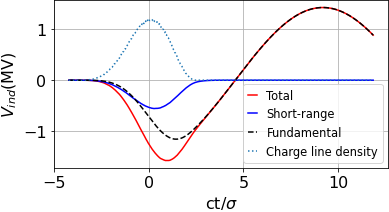 V_ind(MV)
1
0
−1
Total
Short-range
Fundamental
Charge line density
−5 0 5 10
ct/σ